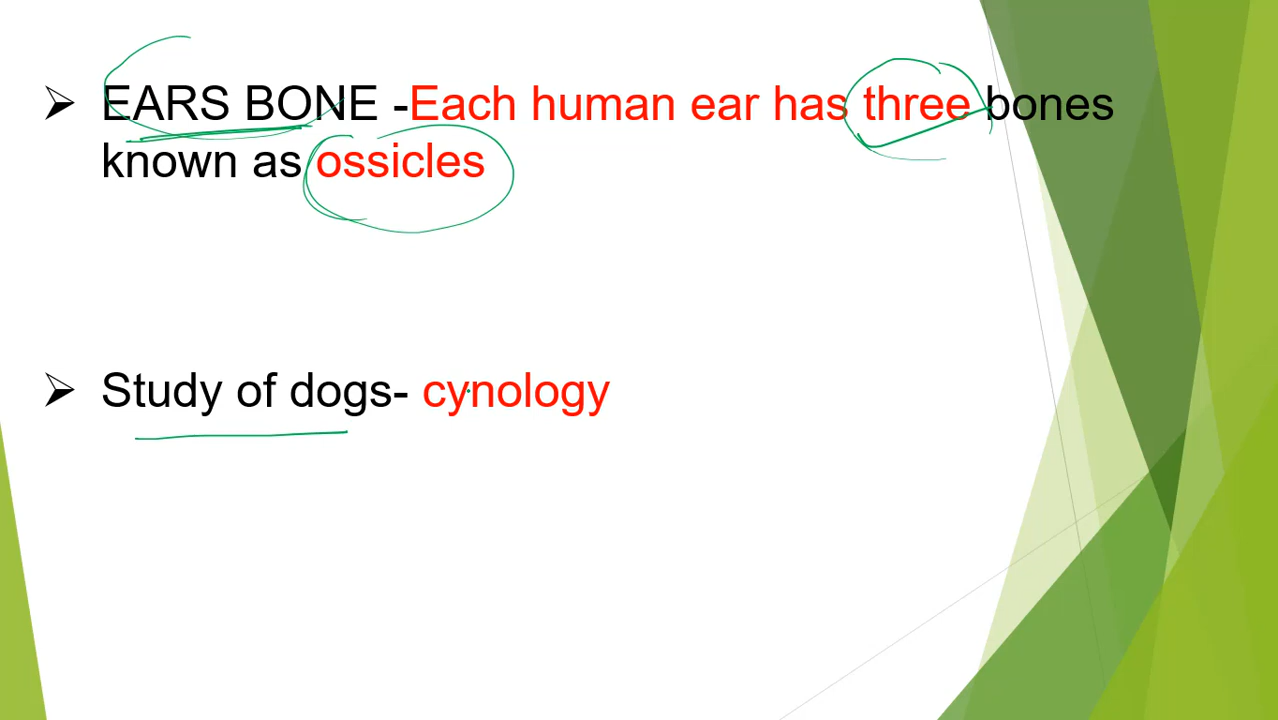 EARS BONE -Each human ear has three bones
known as ossicles
Study of dogs- cynology